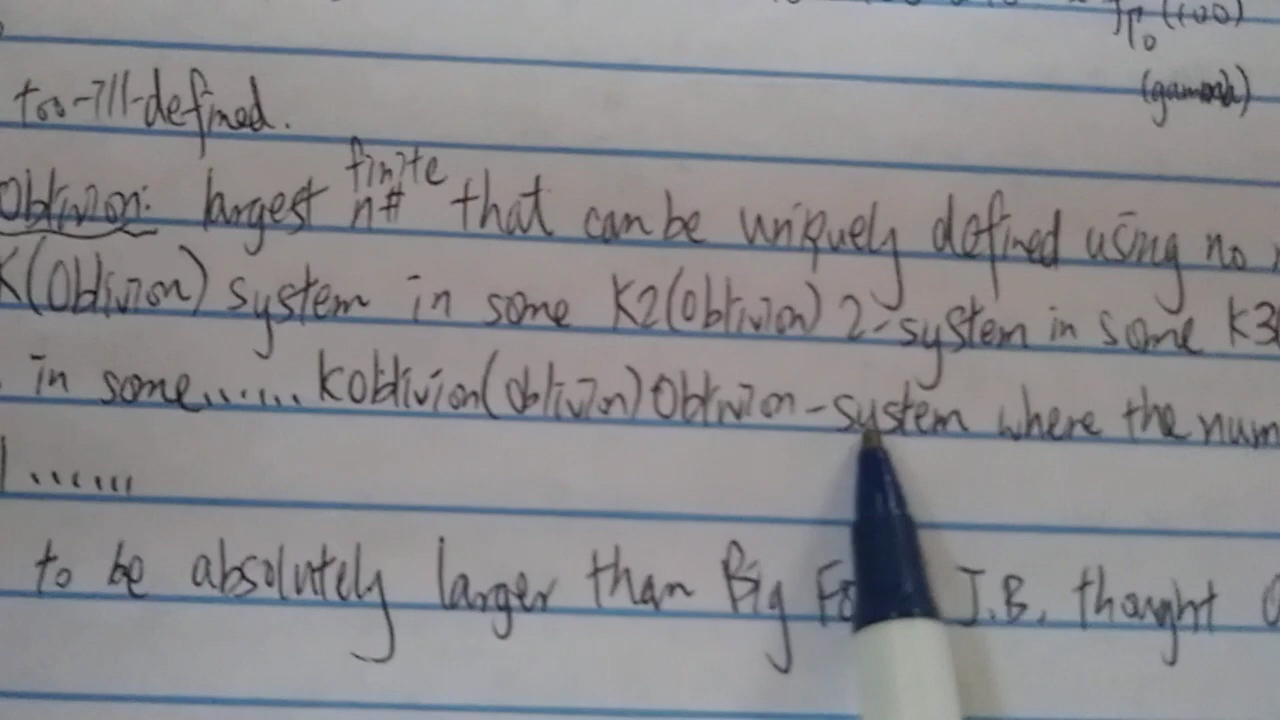 (100)
(gammah)
too-ill-defined.
Oblivion: largest finite n# that can be uniquely defined using no
K(Oblivion) system in some K2(Oblivion) 2-system in some K3
in some...... KOblivion(Oblivion)Oblivion-system where the num
......
to be absolutely larger than Big J.B. thought